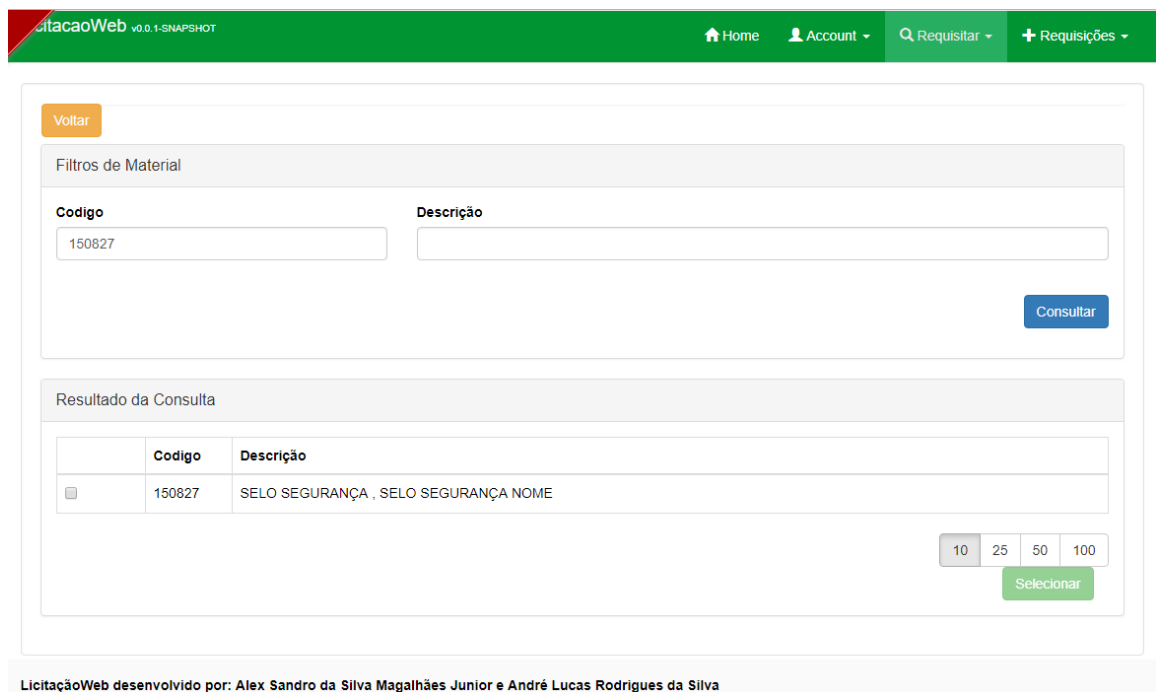 citacaoWeb v0.0.1-SNAPSHOT Home Account Requisitar Requisições
Voltar
Filtros de Material
Codigo Descrição
150827
Consultar
Resultado da Consulta
Codigo Descrição
150827 SELO SEGURANÇA , SELO SEGURANÇA NOME
10 25 50 100
Selecionar
LicitaçãoWeb desenvolvido por: Alex Sandro da Silva Magalhães Junior e André Lucas Rodrigues da Silva